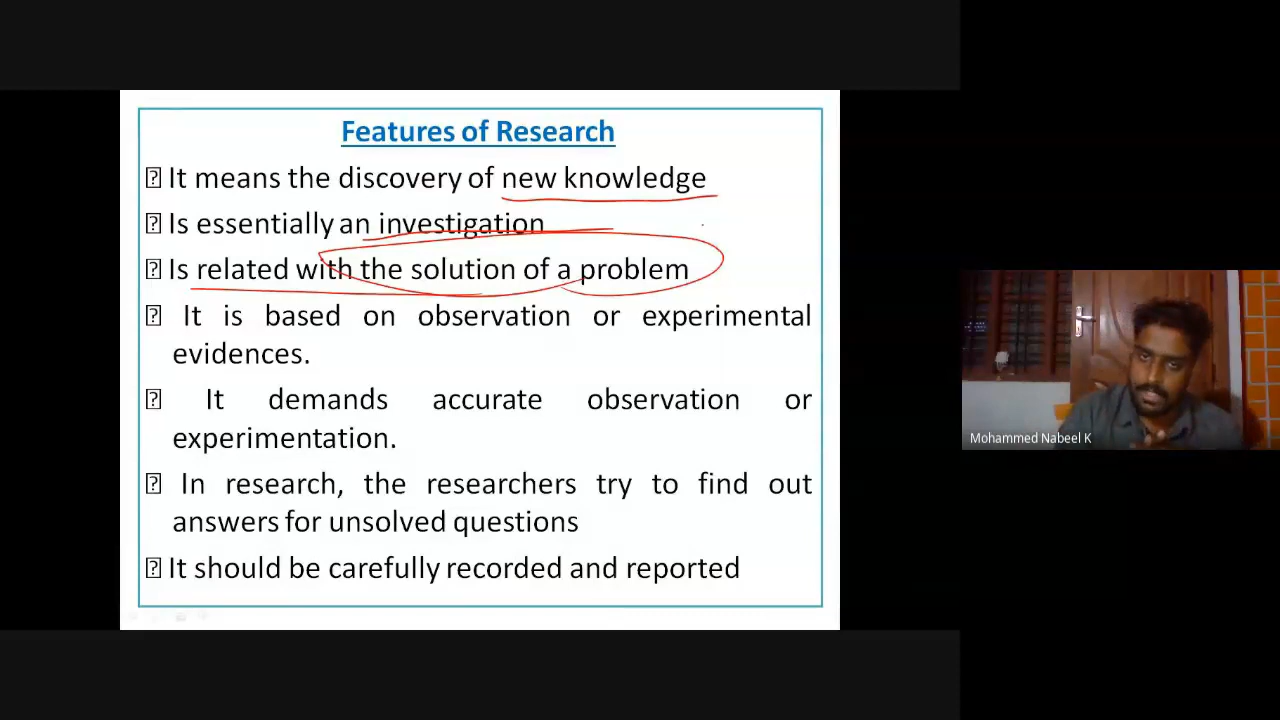 Features of Research
⍰ It means the discovery of new knowledge
⍰ Is essentially an investigation
⍰ Is related with the solution of a problem
⍰ It is based on observation or experimental
evidences.
⍰ It demands accurate observation or
experimentation.
⍰ In research, the researchers try to find out
answers for unsolved questions
⍰ It should be carefully recorded and reported
Mohammed Nabeel K